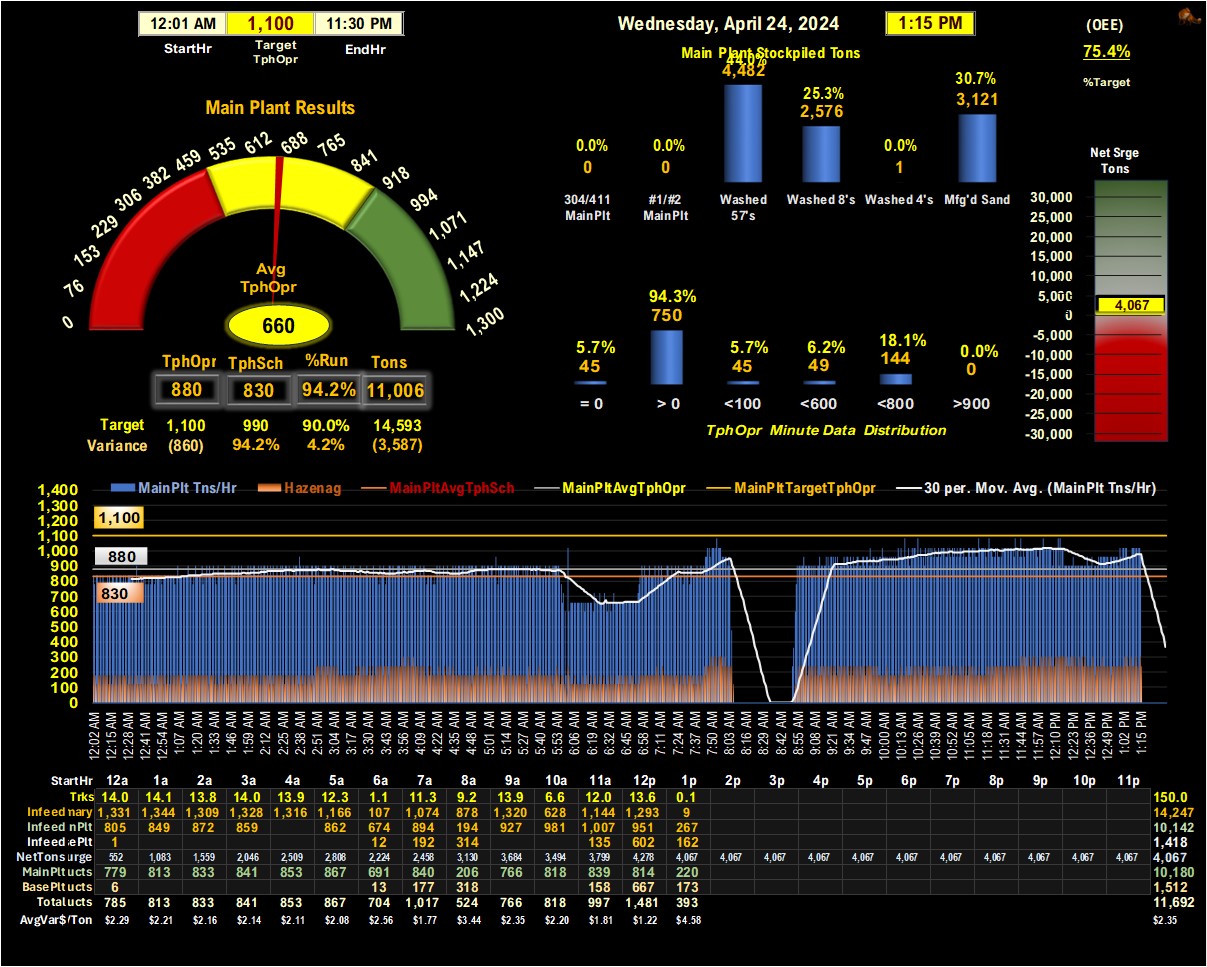 12:01 AM 1,100 11:30 PM
StartHr Target TphOpr EndHr
Wednesday, April 24, 2024 1:15 PM
(OEE)
75.4%
%Target
Main Plant Stockpiled Tons
44.0% 25.3% 30.7%
4,482 2,576 3,121
0.0% 0.0% 0.0%
0 0 1
304/411 MainPlt #1/#2 MainPlt Washed 57's Washed 8's Washed 4's Mfg'd Sand
Main Plant Results
0 76 153 229 306 382 459 535 612 688 765 841 918 994 1,071 1,147 1,224 1,300
Avg
TphOpr
660
TphOpr TphSch %Run Tons
880 830 94.2% 11,006
Target 1,100 990 90.0% 14,593
Variance (860) 94.2% 4.2% (3,587)
5.7% 94.3% 5.7% 6.2% 18.1% 0.0%
45 750 45 49 144 0
= 0 > 0 <100 <600 <800 >900
TphOpr Minute Data Distribution
Net Srge
Tons
30,000
25,000
20,000
15,000
10,000
5,000
4,067
0
-5,000
-10,000
-15,000
-20,000
-25,000
-30,000
MainPlt Tns/Hr Hazenag MainPltAvgTphSch MainPltAvgTphOpr MainPltTargetTphOpr 30 per. Mov. Avg. (MainPlt Tns/Hr)
1,400
1,300
1,200
1,100
1,000
900
800
700
600
500
400
300
200
100
0
1,100
880
830
12:02 AM 12:15 AM 12:28 AM 12:41 AM 12:54 AM 1:07 AM 1:20 AM 1:33 AM 1:46 AM 1:59 AM 2:12 AM 2:25 AM 2:38 AM 2:51 AM 3:04 AM 3:17 AM 3:30 AM 3:43 AM 3:56 AM 4:09 AM 4:22 AM 4:35 AM 4:48 AM 5:01 AM 5:14 AM 5:27 AM 5:40 AM 5:53 AM 6:06 AM 6:19 AM 6:32 AM 6:45 AM 6:58 AM 7:11 AM 7:24 AM 7:37 AM 7:50 AM 8:03 AM 8:16 AM 8:29 AM 8:42 AM 8:55 AM 9:08 AM 9:21 AM 9:34 AM 9:47 AM 10:00 AM 10:13 AM 10:26 AM 10:39 AM 10:52 AM 11:05 AM 11:18 AM 11:31 AM 11:44 AM 11:57 AM 12:10 PM 12:23 PM 12:36 PM 12:49 PM 1:02 PM 1:15 PM
StartHr 12a 1a 2a 3a 4a 5a 6a 7a 8a 9a 10a 11a 12p 1p 2p 3p 4p 5p 6p 7p 8p 9p 10p 11p
Trks 14.0 14.1 13.8 14.0 13.9 12.3 1.1 11.3 9.2 13.9 6.6 12.0 13.6 0.1 150.0
Infeed mary 1,331 1,344 1,309 1,328 1,316 1,166 107 1,074 878 1,320 628 1,144 1,293 9 14,247
Infeed nPlt 805 849 872 859 862 674 894 194 927 981 1,007 951 267 10,142
Infeed ePlt 1 12 192 314 135 602 162 1,418
NetTons urge 552 1,083 1,559 2,046 2,509 2,808 2,224 2,458 3,130 3,684 3,494 3,799 4,278 4,067 4,067 4,067 4,067 4,067 4,067 4,067 4,067 4,067 4,067 4,067 4,067
MainPlt ucts 779 813 833 841 853 867 691 840 206 766 818 839 814 220 10,180
BasePlt ucts 6 13 177 318 158 667 173 1,512
Total ucts 785 813 833 841 853 867 704 1,017 524 766 818 997 1,481 393 11,692
AvgVar$/Ton $2.29 $2.21 $2.16 $2.14 $2.11 $2.08 $2.56 $1.77 $3.44 $2.35 $2.20 $1.81 $1.22 $4.58 $2.35